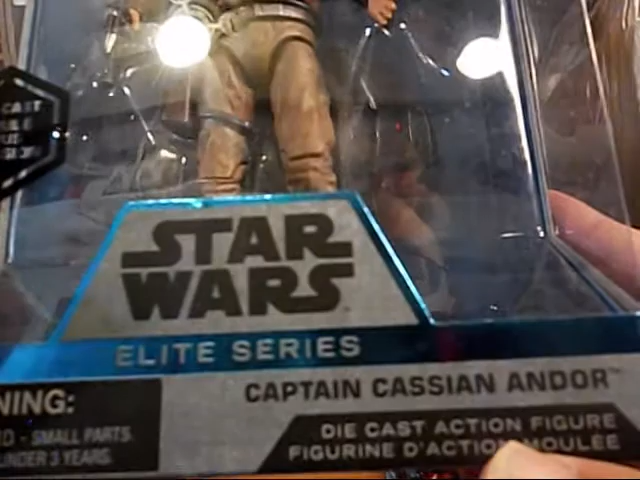 CAST
STAR
WARS
ELITE SERIES
CAPTAIN CASSIAN ANDOR™
NING:
D - SMALL PARTS.
UNDER 3 YEARS.
DIE CAST ACTION FIGURE
FIGURINE D'ACTION MOULÉE